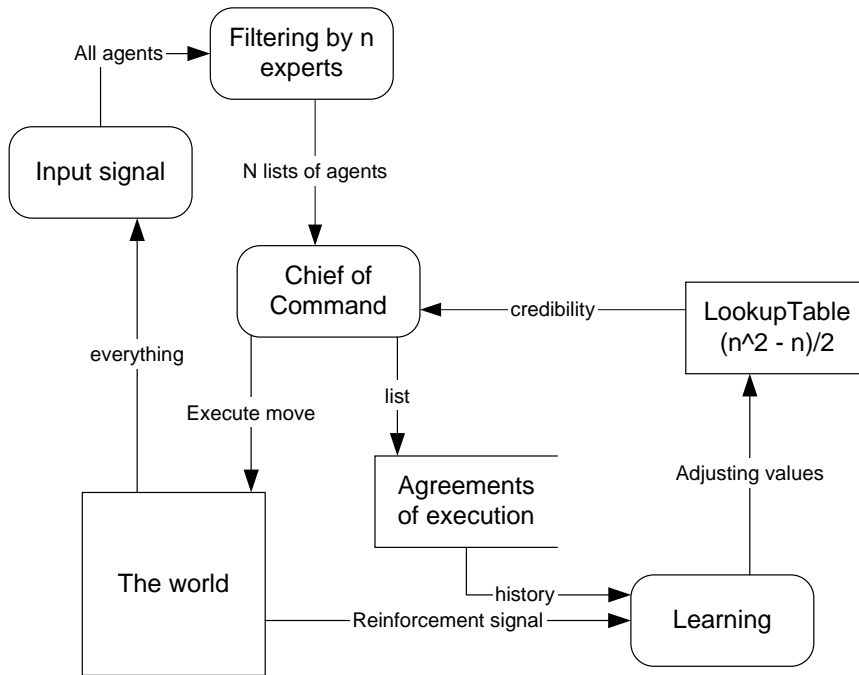 Filtering by n
experts
All agents
Input signal
N lists of agents
Chief of
Command
credibility
LookupTable
(n^2 - n)/2
everything
list
Execute move
Agreements
of execution
Adjusting values
The world
history
Reinforcement signal
Learning